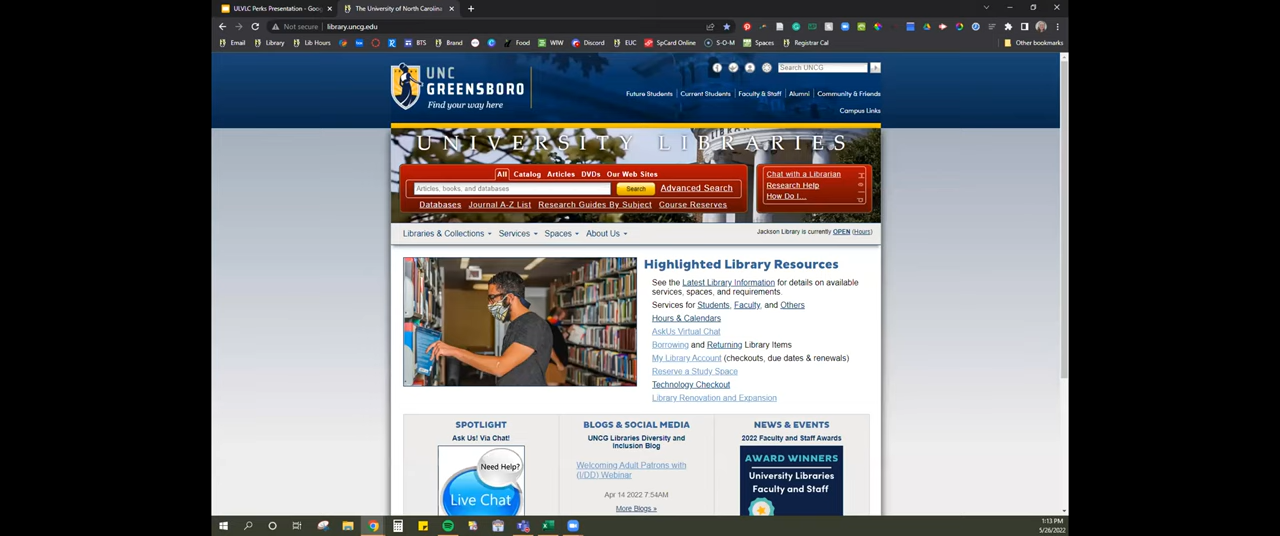 ULVLC Perks Presentation - Goo
The University of North Carolina
Not secure | library.uncg.edu
Email Library Lib Hours BTS Brand Food WIW Discord EUC SpCard Online S-O-M Spaces Registrar Cal Other bookmarks
UNC
GREENSBORO
Find your way here
Search UNCG
Future Students Current Students Faculty & Staff Alumni Community & Friends
Campus Links
UNIVERSITY LIBRARIES
All Catalog Articles DVDs Our Web Sites
Articles, books, and databases Search Advanced Search
Databases Journal A-Z List Research Guides By Subject Course Reserves
Chat with a Librarian
Research Help
How Do I...
Help
Libraries & Collections Services Spaces About Us
Jackson Library is currently OPEN (Hours)
Highlighted Library Resources
See the Latest Library Information for details on available
services, spaces, and requirements.
Services for Students, Faculty, and Others
Hours & Calendars
AskUs Virtual Chat
Borrowing and Returning Library Items
My Library Account (checkouts, due dates & renewals)
Reserve a Study Space
Technology Checkout
Library Renovation and Expansion
SPOTLIGHT
Ask Us! Via Chat!
Need Help?
Live Chat
BLOGS & SOCIAL MEDIA
UNCG Libraries Diversity and
Inclusion Blog
Welcoming Adult Patrons with
(I/DD) Webinar
Apr 14 2022 7:54AM
More Blogs »
NEWS & EVENTS
2022 Faculty and Staff Awards
AWARD WINNERS
University Libraries
Faculty and Staff
1:13 PM
5/26/2022